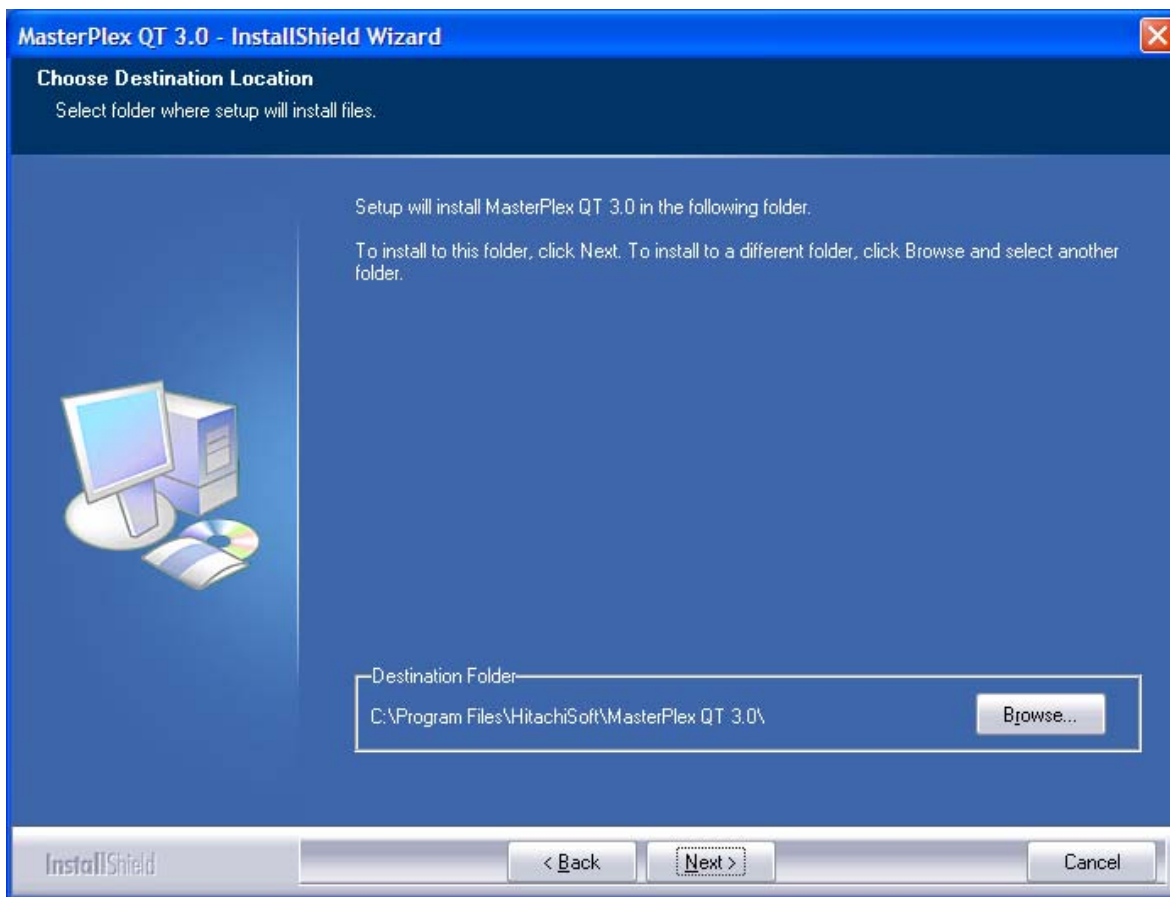 MasterPlex QT 3.0 - InstallShield Wizard
Choose Destination Location
Select folder where setup will install files.
Setup will install MasterPlex QT 3.0 in the following folder.
To install to this folder, click Next. To install to a different folder, click Browse and select another
folder.
Destination Folder
C:\Program Files\HitachiSoft\MasterPlex QT 3.0\
Browse...
InstallShield
< Back
Next >
Cancel